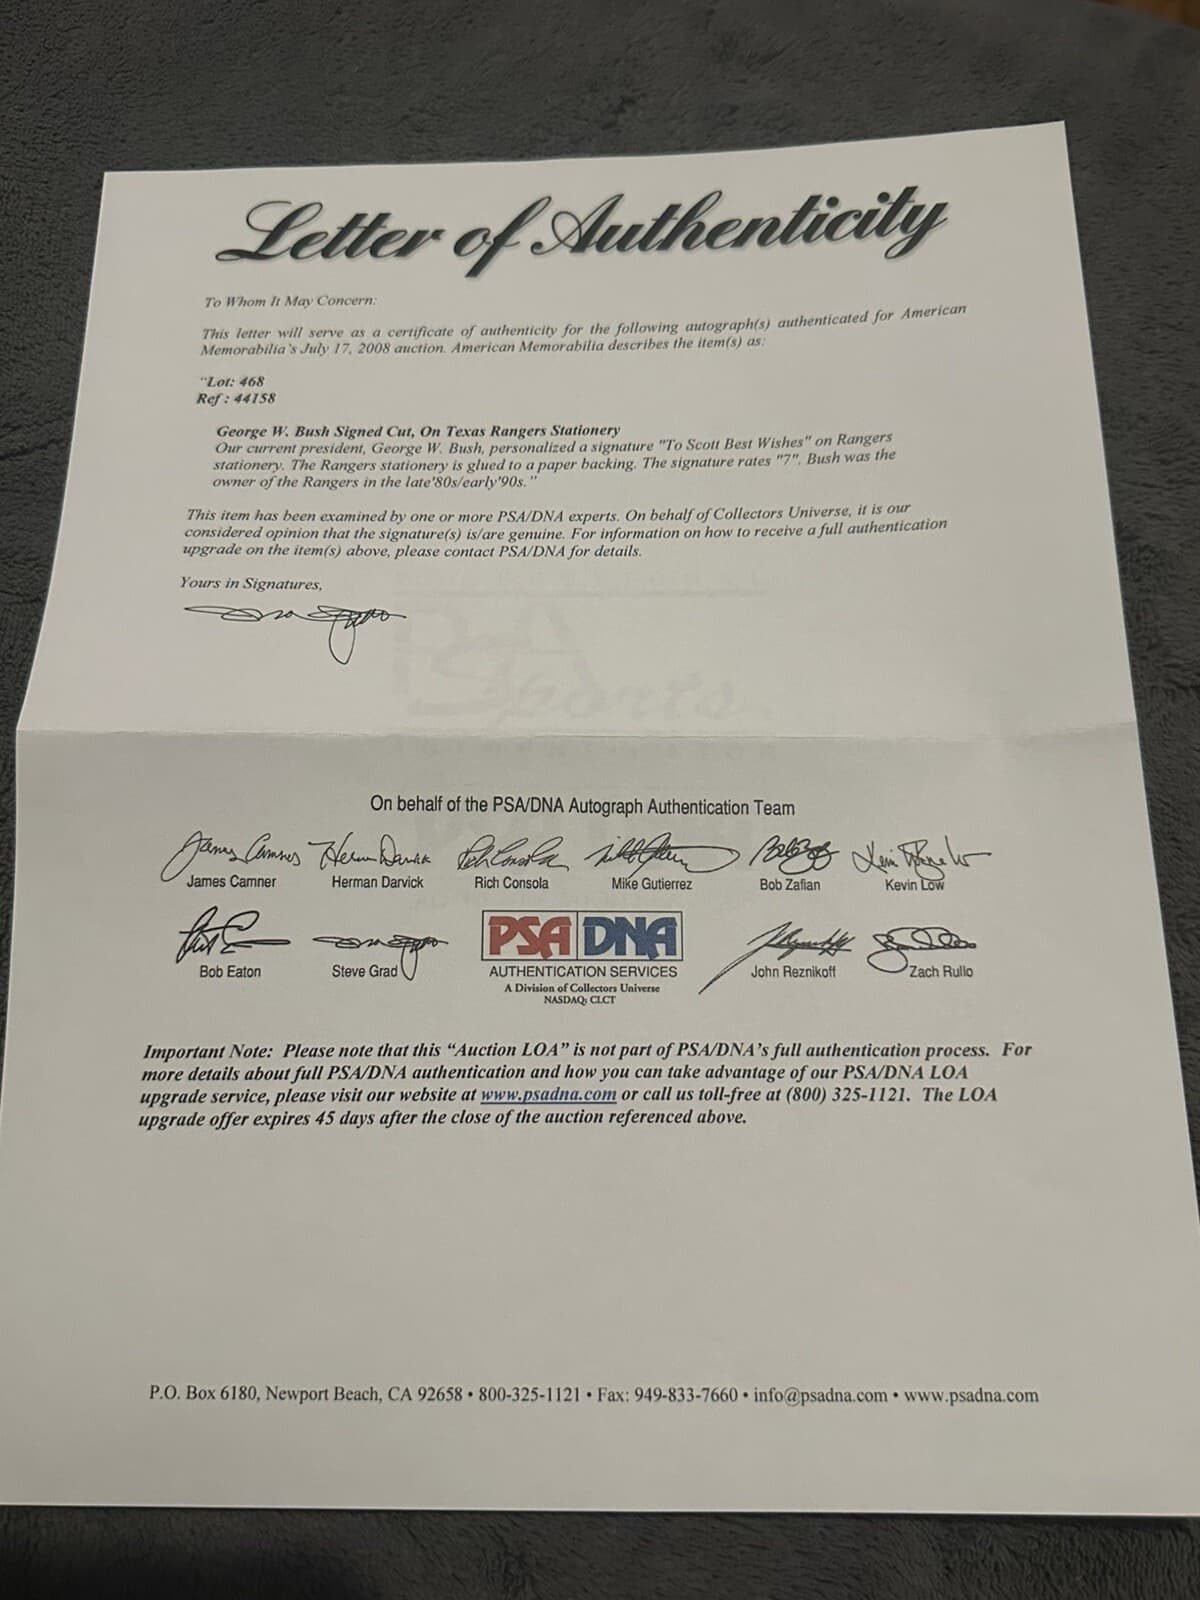 Letter of Authenticity
To Whom It May Concern:
This letter will serve as a certificate of authenticity for the following autograph(s) authenticated for American
Memorabilia's July 17, 2008 auction. American Memorabilia describes the item(s) as:
"Lot: 468
Ref : 44158
George W. Bush Signed Cut, On Texas Rangers Stationery
Our current president, George W. Bush, personalized a signature "To Scott Best Wishes" on Rangers
stationery. The Rangers stationery is glued to a paper backing. The signature rates "7". Bush was the
owner of the Rangers in the late'80s/early'90s."
This item has been examined by one or more PSA/DNA experts. On behalf of Collectors Universe, it is our
considered opinion that the signature(s) is/are genuine. For information on how to receive a full authentication
upgrade on the item(s) above, please contact PSA/DNA for details.
Yours in Signatures,
Sports
On behalf of the PSA/DNA Autograph Authentication Team
James Camner Herman Darvick Rich Consola Mike Gutierrez Bob Zafian Kevin Low
Bob Eaton Steve Grad PSA DNA John Reznikoff Zach Rullo
AUTHENTICATION SERVICES
A Division of Collectors Universe
NASDAQ: CLCT
Important Note: Please note that this "Auction LOA" is not part of PSA/DNA's full authentication process. For
more details about full PSA/DNA authentication and how you can take advantage of our PSA/DNA LOA
upgrade service, please visit our website at www.psadna.com or call us toll-free at (800) 325-1121. The LOA
upgrade offer expires 45 days after the close of the auction referenced above.
P.O. Box 6180, Newport Beach, CA 92658 • 800-325-1121 • Fax: 949-833-7660 • info@psadna.com • www.psadna.com